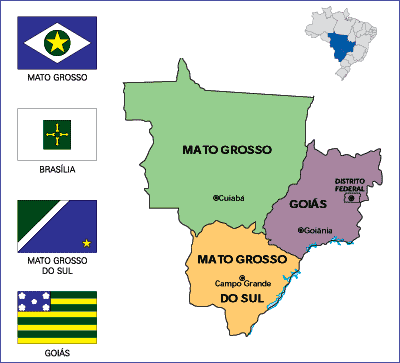 MATO GROSSO
BRASÍLIA
MATO GROSSO
DO SUL
GOIÁS
MATO GROSSO
Cuiabá
DISTRITO
FEDERAL
GOIÁS
Goiânia
MATO GROSSO
Campo Grande
DO SUL